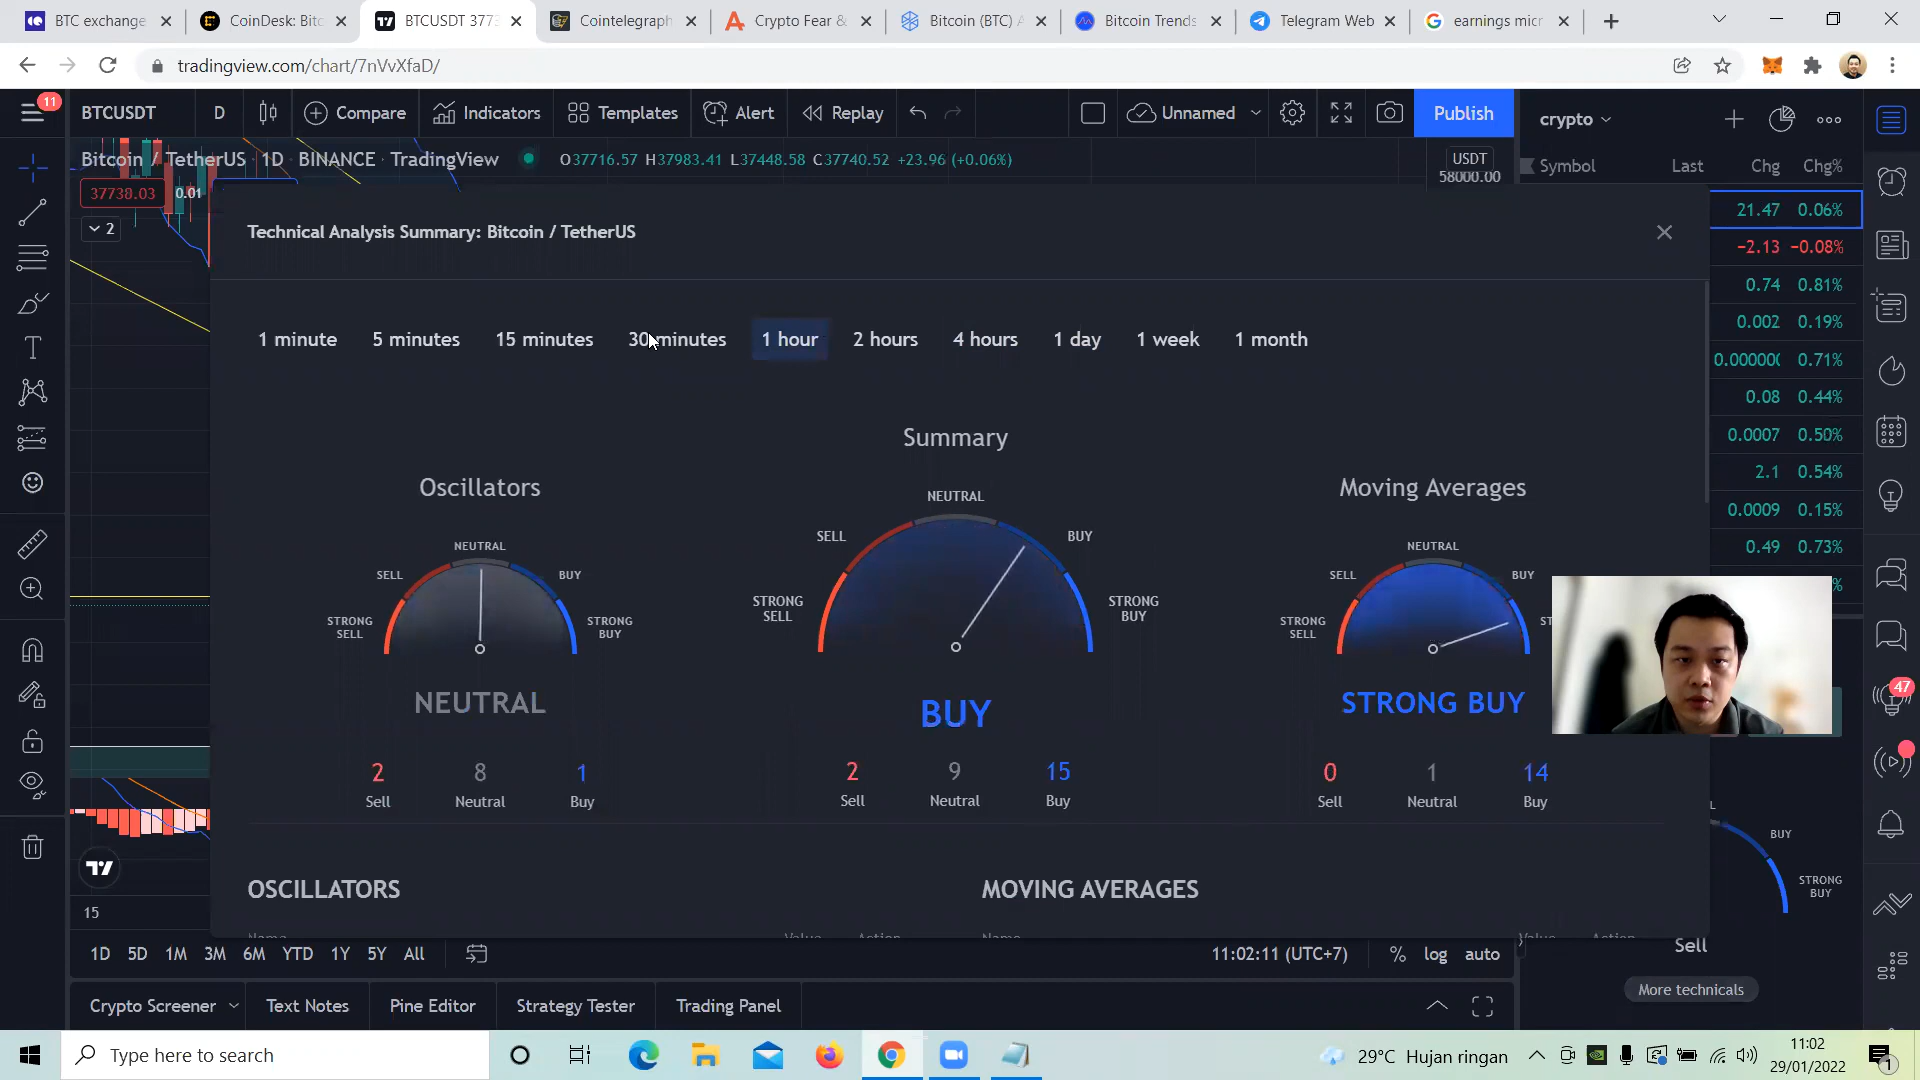 BTC exchange
CoinDesk: Bitc
BTCUSDT 3773
Cointelegraph
Crypto Fear &
Bitcoin (BTC) A
Bitcoin Trends
Telegram Web
earnings micr
tradingview.com/chart/7nVvXfaD/
11
BTCUSDT
D
Compare
Indicators
Templates
Alert
Replay
Unnamed
Publish
crypto
Bitcoin / TetherUS · 1D · BINANCE · TradingView
O37716.57 H37983.41 L37448.58 C37740.52 +23.96 (+0.06%)
USDT
58000.00
Symbol
Last
Chg
Chg%
37738.03
0.01
2
Technical Analysis Summary: Bitcoin / TetherUS
21.47 0.06%
−2.13 −0.08%
0.74 0.81%
0.002 0.19%
0.000000 0.71%
0.08 0.44%
0.0007 0.50%
2.1 0.54%
0.0009 0.15%
0.49 0.73%
%
1 minute
5 minutes
15 minutes
30 minutes
1 hour
2 hours
4 hours
1 day
1 week
1 month
Summary
Oscillators
Moving Averages
NEUTRAL
SELL
BUY
STRONG
SELL
STRONG
BUY
NEUTRAL
SELL
BUY
STRONG
SELL
STRONG
BUY
NEUTRAL
SELL
BUY
STRONG
SELL
ST
NEUTRAL
BUY
STRONG BUY
2
Sell
8
Neutral
1
Buy
2
Sell
9
Neutral
15
Buy
0
Sell
1
Neutral
14
Buy
47
OSCILLATORS
MOVING AVERAGES
Name
Value
Action
Name
Value
Action
L
BUY
STRONG
BUY
Sell
More technicals
15
1D 5D 1M 3M 6M YTD 1Y 5Y All
11:02:11 (UTC+7)
%
log
auto
Crypto Screener
Text Notes
Pine Editor
Strategy Tester
Trading Panel
Type here to search
29°C Hujan ringan
11:02
29/01/2022
1